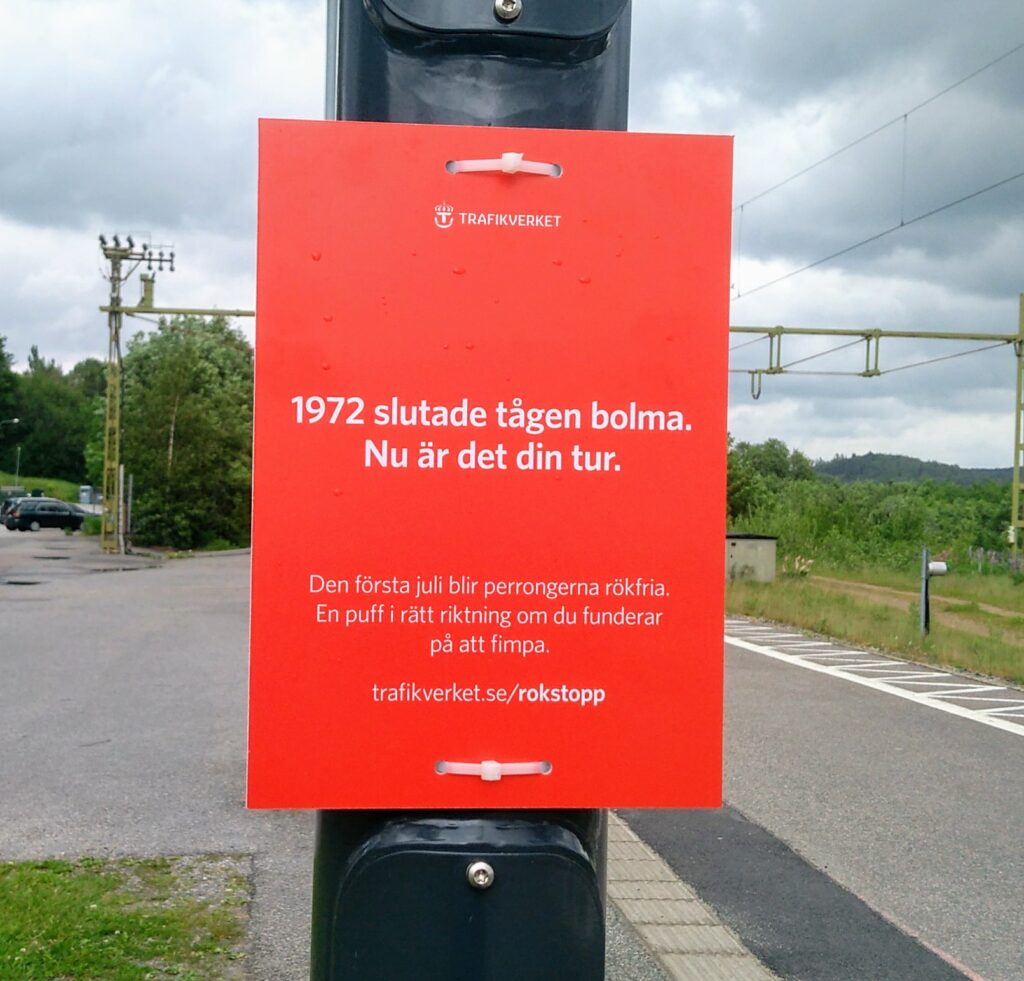 TRAFIKVERKET
1972 slutade tågen bolma.
Nu är det din tur.
Den första juli blir perrongerna rökfria.
En puff i rätt riktning om du funderar
på att fimpa.
trafikverket.se/rokstopp